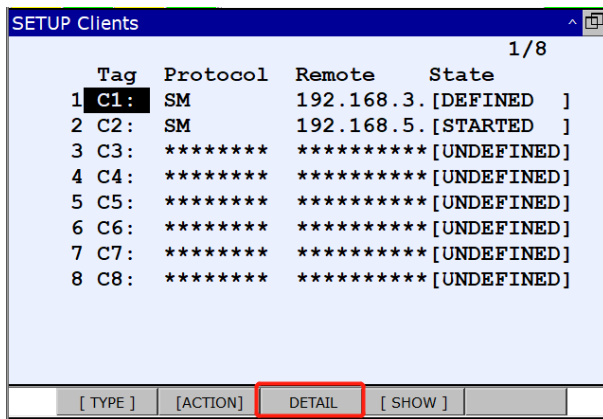 SETUP Clients
1/8
Tag Protocol Remote State
1 C1: SM 192.168.3.[DEFINED ]
2 C2: SM 192.168.5.[STARTED ]
3 C3: ******** **********[UNDEFINED]
4 C4: ******** **********[UNDEFINED]
5 C5: ******** **********[UNDEFINED]
6 C6: ******** **********[UNDEFINED]
7 C7: ******** **********[UNDEFINED]
8 C8: ******** **********[UNDEFINED]
[ TYPE ] [ACTION] DETAIL [ SHOW ]